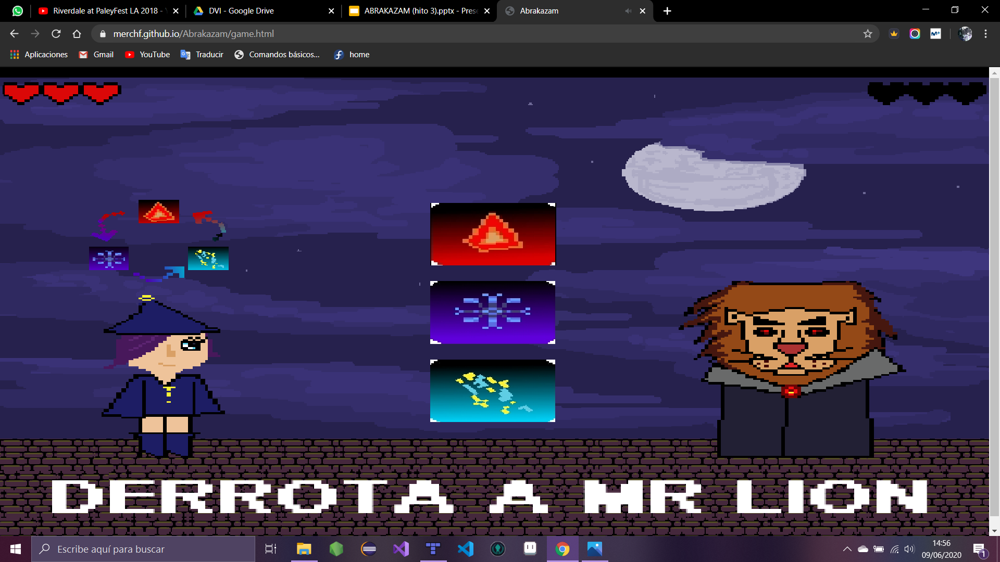 Riverdale at PaleyFest LA 2018 -
DVI - Google Drive
ABRAKAZAM (hito 3).pptx - Prese
Abrakazam
merchf.github.io/Abrakazam/game.html
Aplicaciones
Gmail
YouTube
Traducir
Comandos básicos...
home
DERROTA A MR LION
Escribe aquí para buscar
14:56
09/06/2020
1